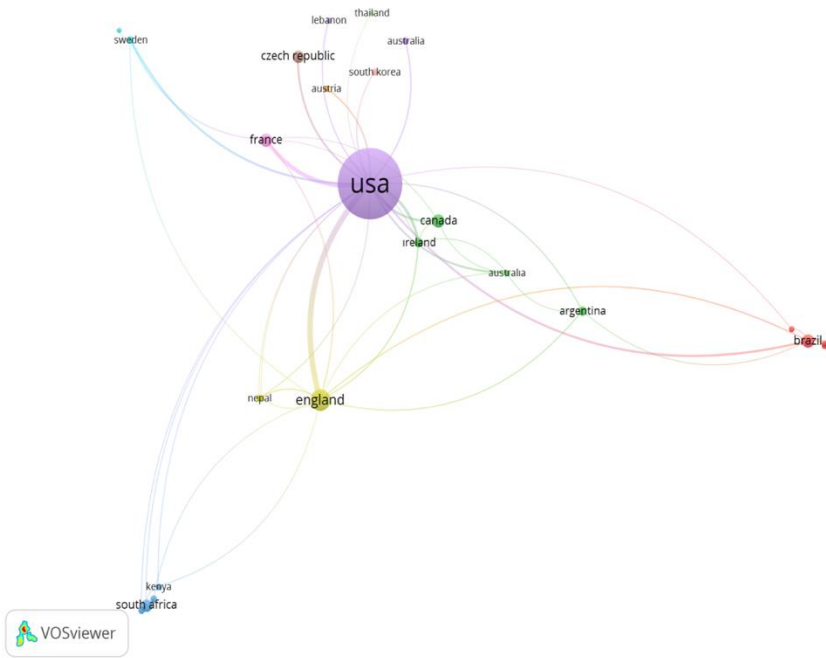 thailand
lebanon
sweden
australia
czech republic
south korea
austria
france
usa
canada
ireland
australia
argentina
brazil
nepal
england
kenya
south africa
VOSviewer